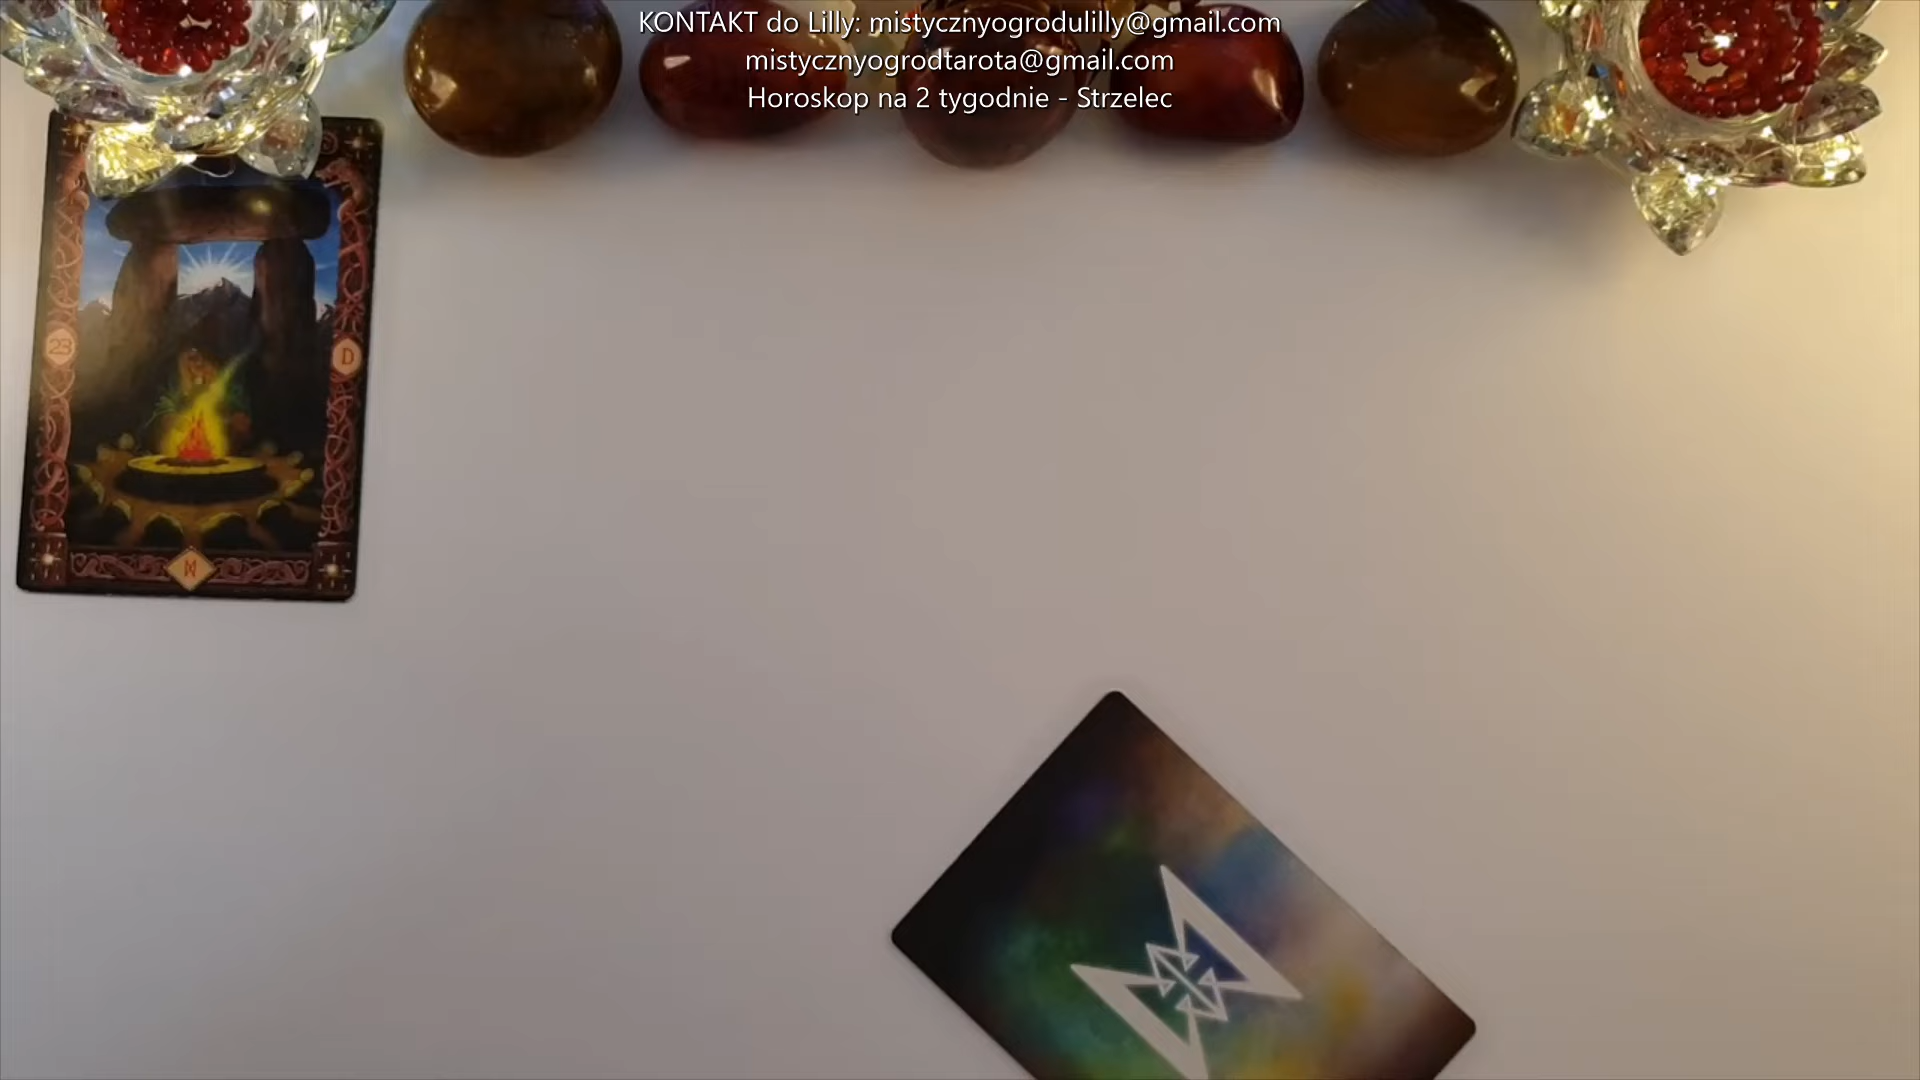 KONTAKT do Lilly: mistycznyogrodulilly@gmail.com
mistycznyogrodtarota@gmail.com
Horoskop na 2 tygodnie - Strzelec
23
D
ᛞ